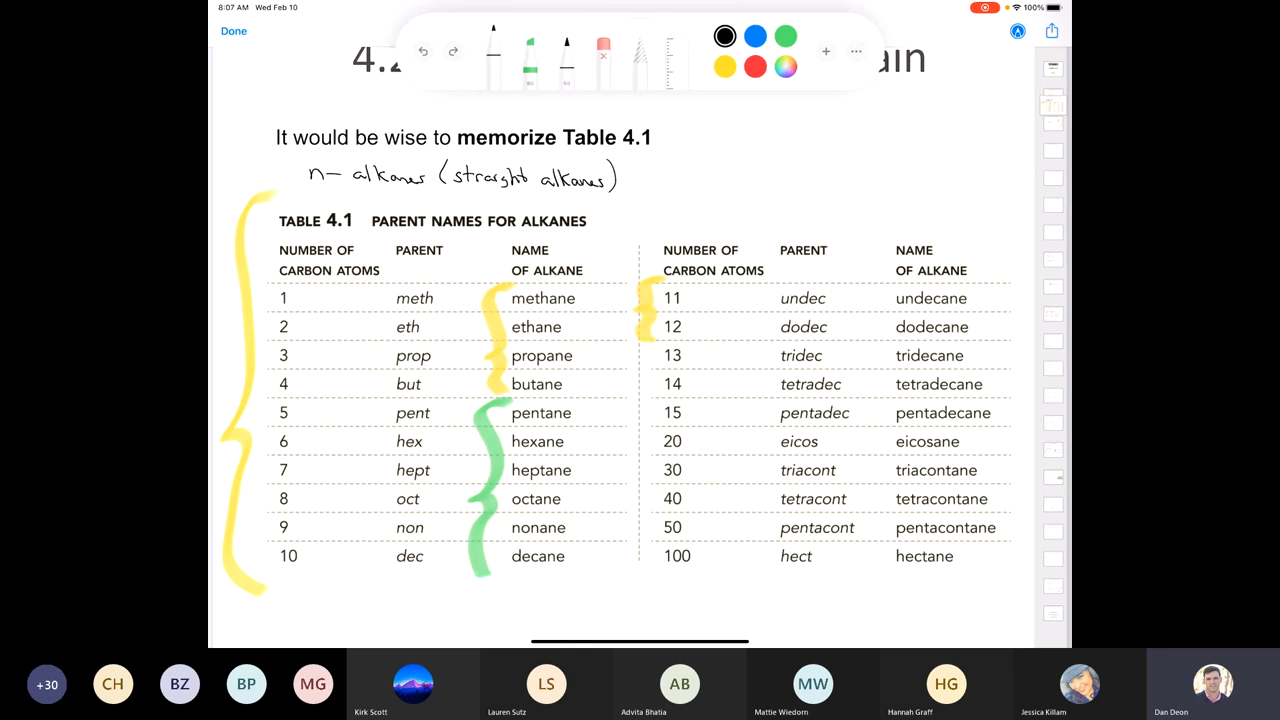 8:07 AM Wed Feb 10
100%
Done
It would be wise to memorize Table 4.1
n- alkanes (straight alkanes)
TABLE 4.1 PARENT NAMES FOR ALKANES
NUMBER OF PARENT NAME NUMBER OF PARENT NAME
CARBON ATOMS OF ALKANE CARBON ATOMS OF ALKANE
1 meth methane 11 undec undecane
2 eth ethane 12 dodec dodecane
3 prop propane 13 tridec tridecane
4 but butane 14 tetradec tetradecane
5 pent pentane 15 pentadec pentadecane
6 hex hexane 20 eicos eicosane
7 hept heptane 30 triacont triacontane
8 oct octane 40 tetracont tetracontane
9 non nonane 50 pentacont pentacontane
10 dec decane 100 hect hectane
+30 CH BZ BP MG LS AB MW HG
Kirk Scott Lauren Sutz Advita Bhatia Mattie Wiedorn Hannah Graff Jessica Killam Dan Deon